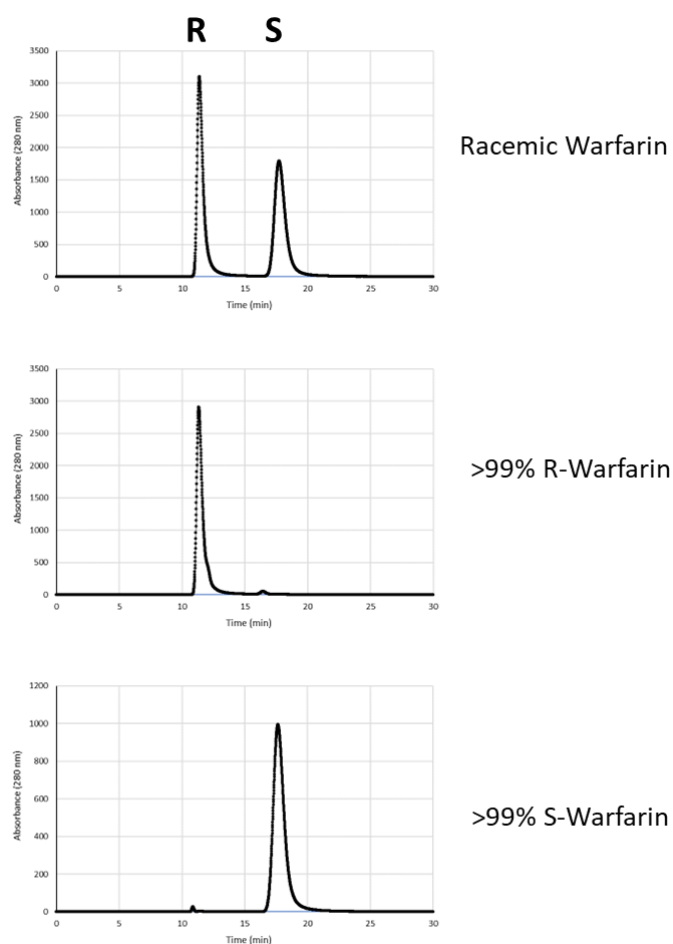 R S
3500
3000
2500
2000
1500
1000
500
0
Absorbance (280 nm)
0 5 10 15 20 25 30
Time (min)
Racemic Warfarin
3500
3000
2500
2000
1500
1000
500
0
Absorbance (280 nm)
0 5 10 15 20 25 30
Time (min)
>99% R-Warfarin
1200
1000
800
600
400
200
0
Absorbance (280 nm)
0 5 10 15 20 25 30
Time (min)
>99% S-Warfarin